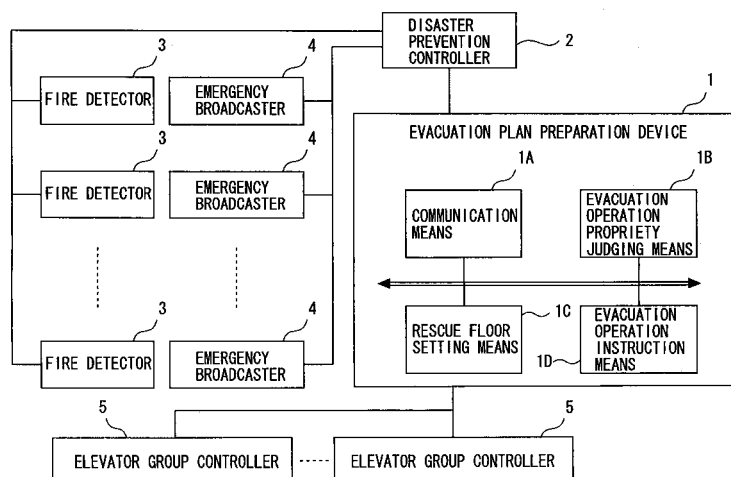 DISASTER
PREVENTION
CONTROLLER
2
3
FIRE DETECTOR
4
EMERGENCY
BROADCASTER
1
EVACUATION PLAN PREPARATION DEVICE
3
FIRE DETECTOR
4
EMERGENCY
BROADCASTER
1A
COMMUNICATION
MEANS
1B
EVACUATION
OPERATION
PROPRIETY
JUDGING MEANS
3
FIRE DETECTOR
4
EMERGENCY
BROADCASTER
1C
RESCUE FLOOR
SETTING MEANS
1D
EVACUATION
OPERATION
INSTRUCTION
MEANS
5
ELEVATOR GROUP CONTROLLER
5
ELEVATOR GROUP CONTROLLER